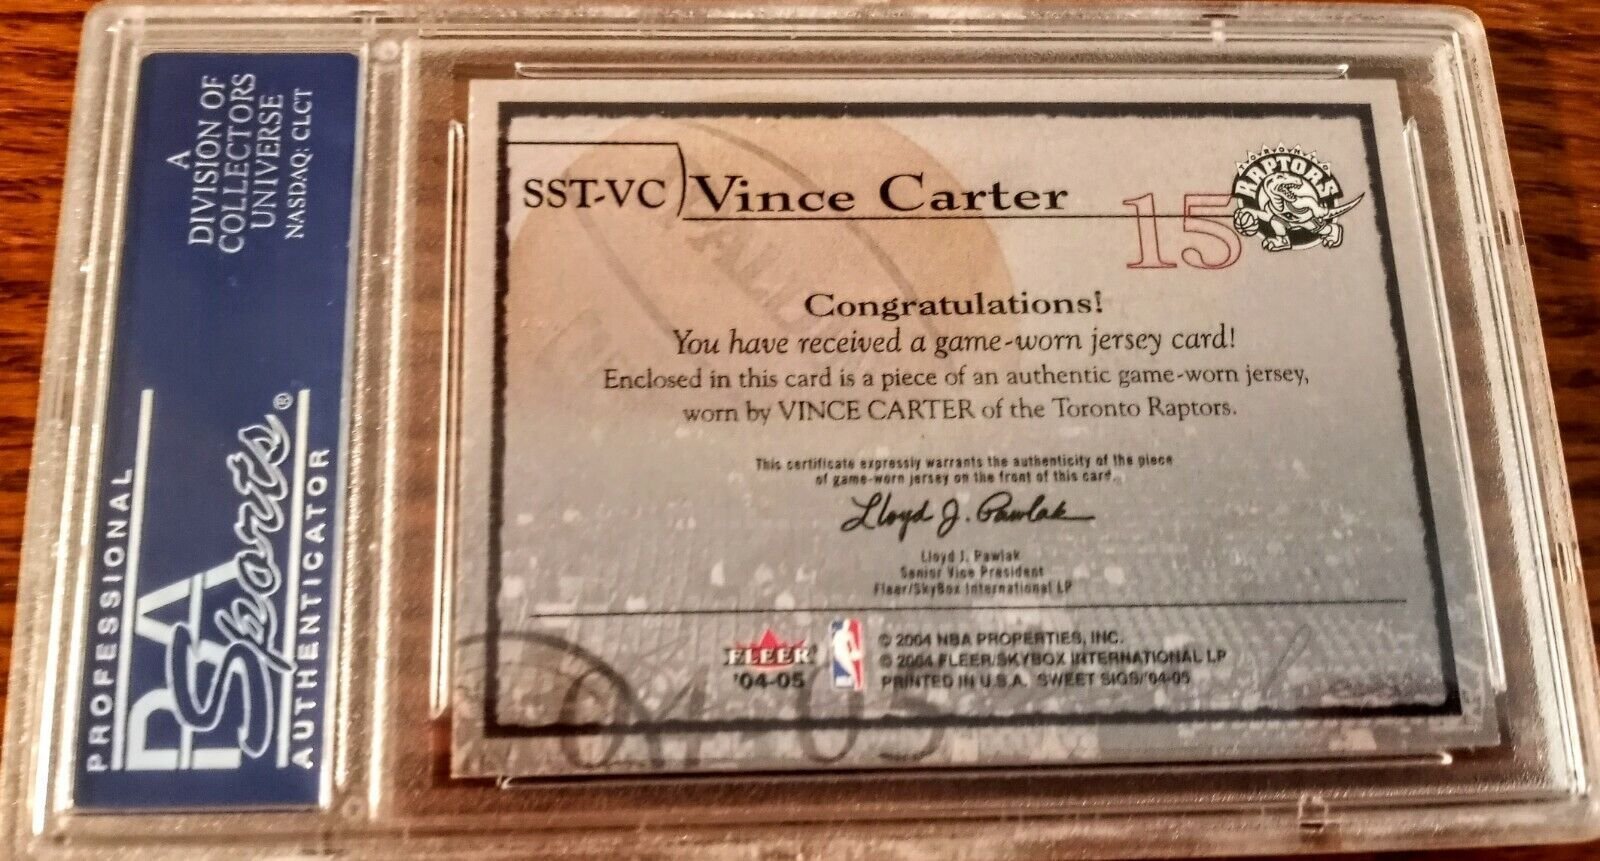 A
DIVISION OF
COLLECTORS
UNIVERSE
NASDAQ: CLCT
PROFESSIONAL
PSA
Sports®
AUTHENTICATOR
SST-VC Vince Carter 15
TORONTO
RAPTORS
Congratulations!
You have received a game-worn jersey card!
Enclosed in this card is a piece of an authentic game-worn jersey,
worn by VINCE CARTER of the Toronto Raptors.
This certificate expressly warrants the authenticity of the piece
of game-worn jersey on the front of this card.
Lloyd J. Pawlak
Lloyd J. Pawlak
Senior Vice President
Fleer/SkyBox International LP
FLEER
'04-05
© 2004 NBA PROPERTIES, INC.
© 2004 FLEER/SKYBOX INTERNATIONAL LP
PRINTED IN U.S.A. SWEET SIGS/'04-05
04-05